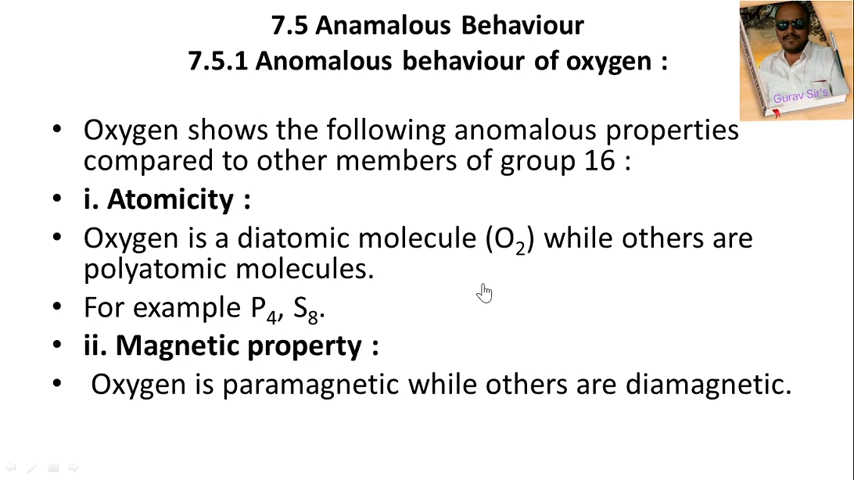 7.5 Anamalous Behaviour
7.5.1 Anomalous behaviour of oxygen :
Gurav Sir's
• Oxygen shows the following anomalous properties
compared to other members of group 16 :
• i. Atomicity :
• Oxygen is a diatomic molecule (O₂) while others are
polyatomic molecules.
• For example P₄, S₈.
• ii. Magnetic property :
• Oxygen is paramagnetic while others are diamagnetic.